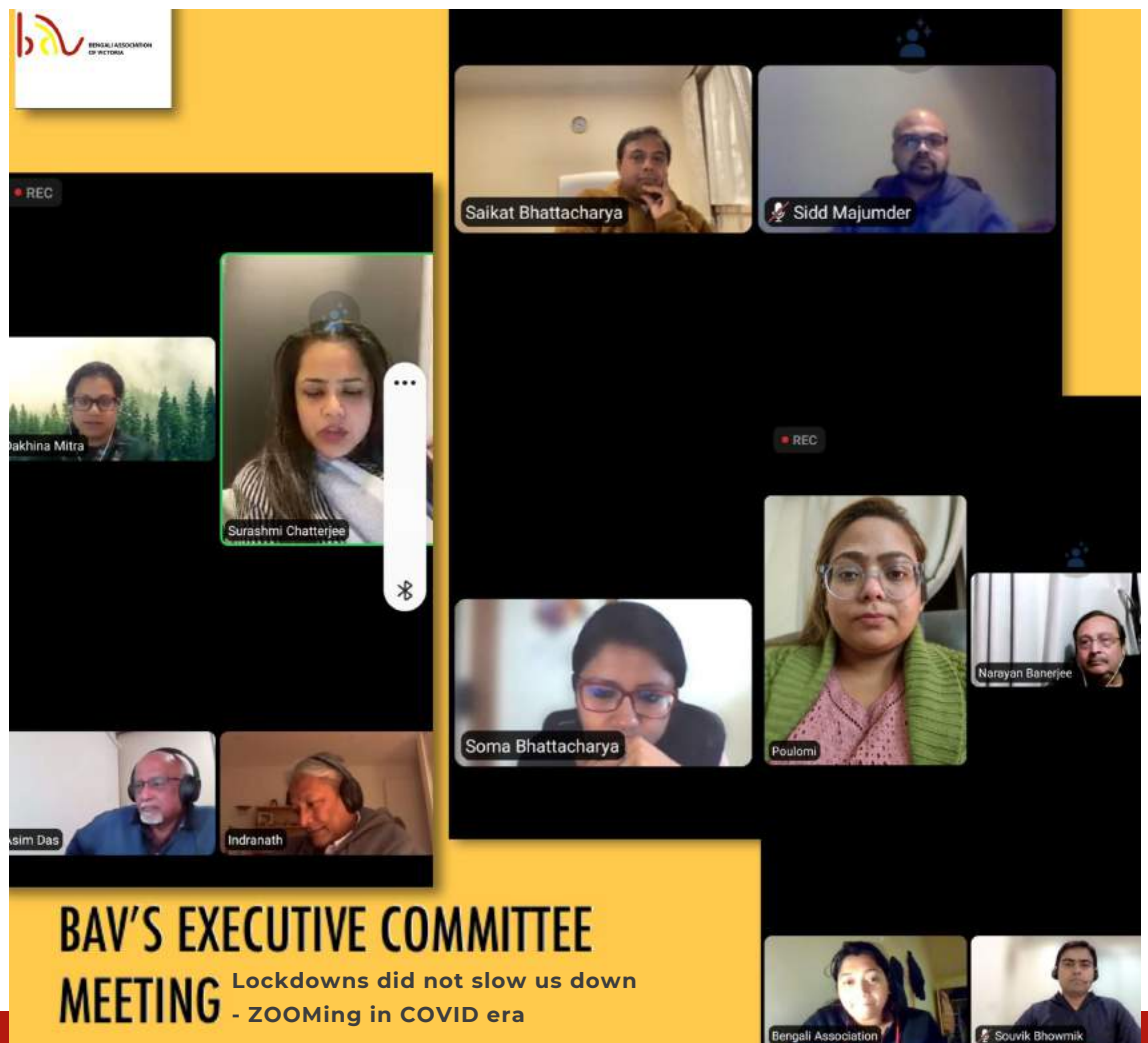 bav
BENGALI ASSOCIATION
OF VICTORIA
REC
Saikat Bhattacharya
Sidd Majumder
akhina Mitra
Surashmi Chatterjee
REC
Soma Bhattacharya
Poulomi
Narayan Banerjee
sim Das
Indranath
BAV'S EXECUTIVE COMMITTEE
MEETING
Lockdowns did not slow us down
- ZOOMing in COVID era
Bengali Association
Souvik Bhowmik